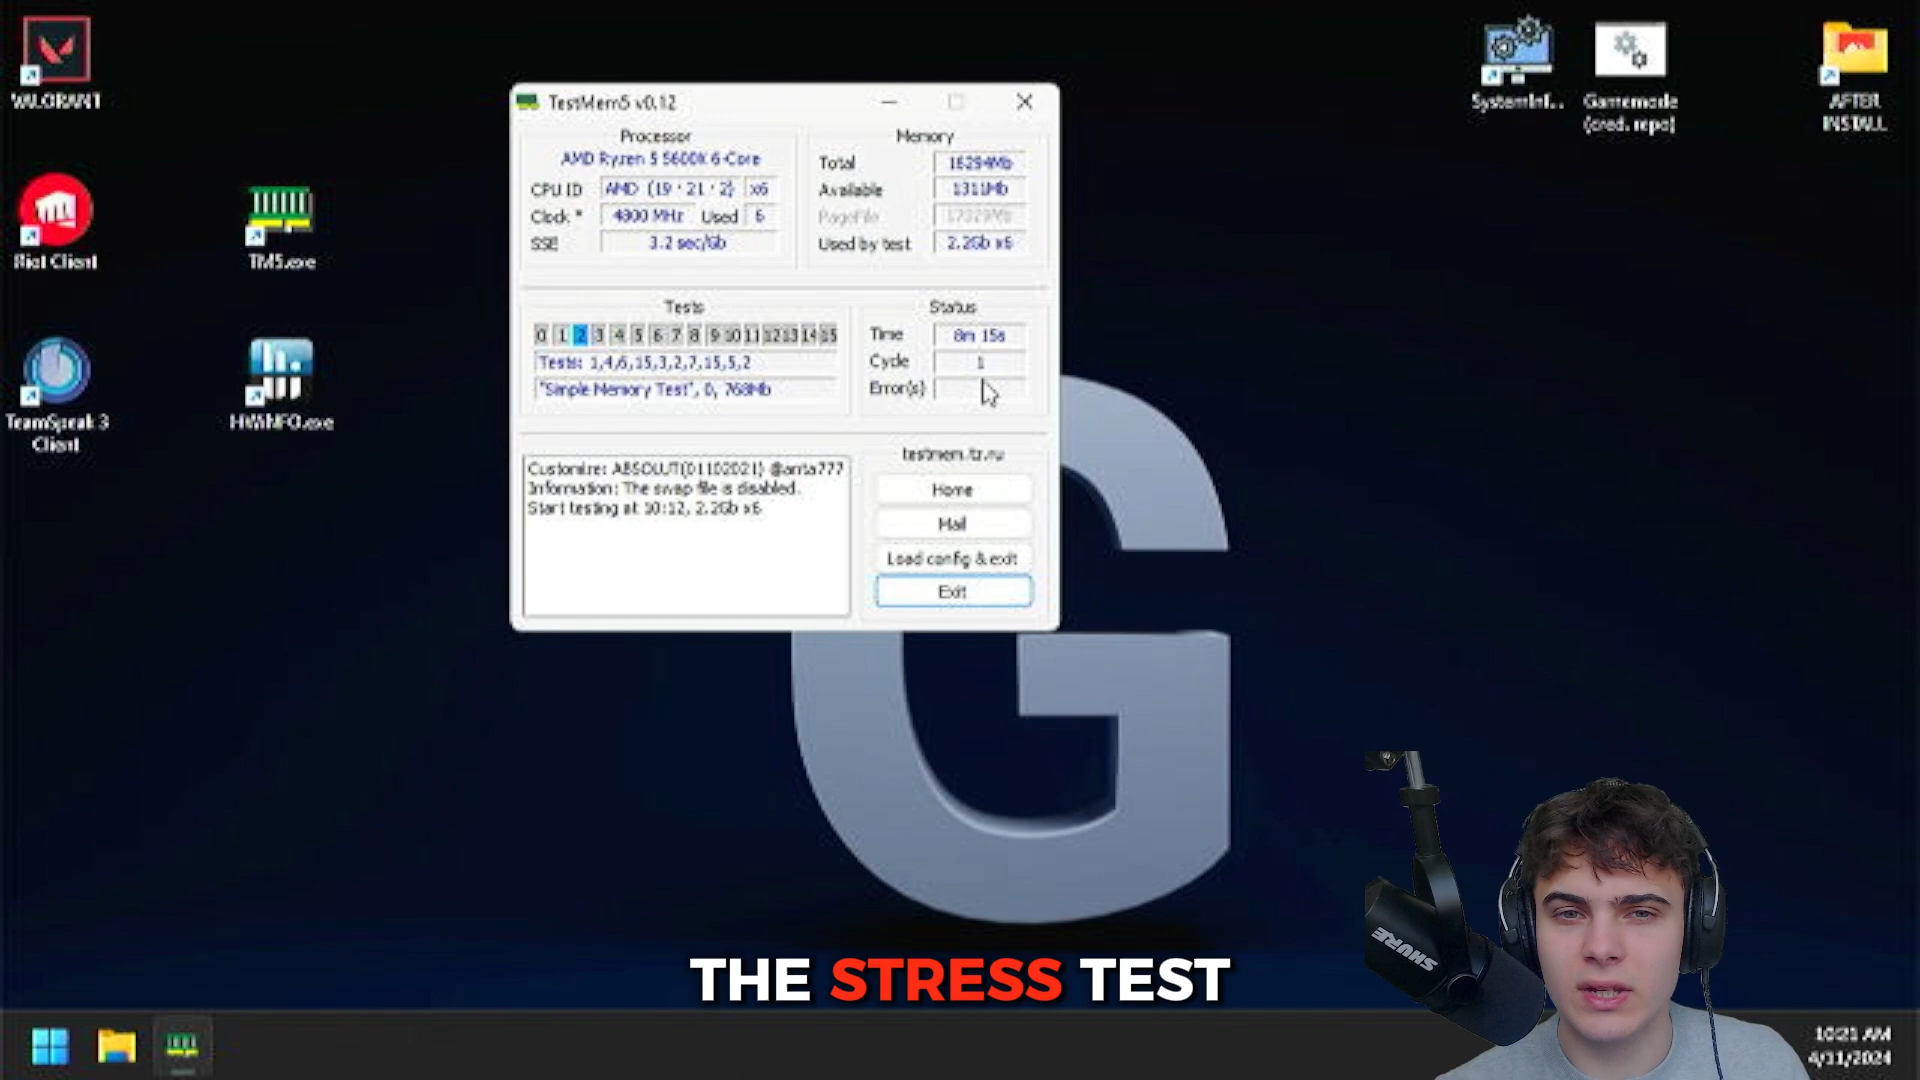 VALORANT
Riot Client
TM5.exe
TeamSpeak 3
Client
HWiNFO.exe
SystemInf...
Gamemode
(cred. repo)
AFTER
INSTALL
TestMem5 v0.12
Processor
AMD Ryzen 5 5600X 6-Core
CPU ID AMD (19 · 21 · 2) x6
Clock * 4800 MHz Used 6
SSE 3.2 sec/Gb
Memory
Total 16294Mb
Available 1311Mb
PageFile
Used by test 2.2Gb x6
Tests
0 1 2 3 4 5 6 7 8 9 10 11 12 13 14 15
Tests: 1,4,6,15,3,2,7,15,5,2
"Simple Memory Test", 0, 768Mb
Status
Time 8m 15s
Cycle 1
Error(s)
Customize: ABSOLUT(01102021) @anta777
Information: The swap file is disabled.
Start testing at 10:12, 2.2Gb x6
testmem.tz.ru
Home
Mail
Load config & exit
Exit
SHURE
THE STRESS TEST
10:21 AM
4/11/2024